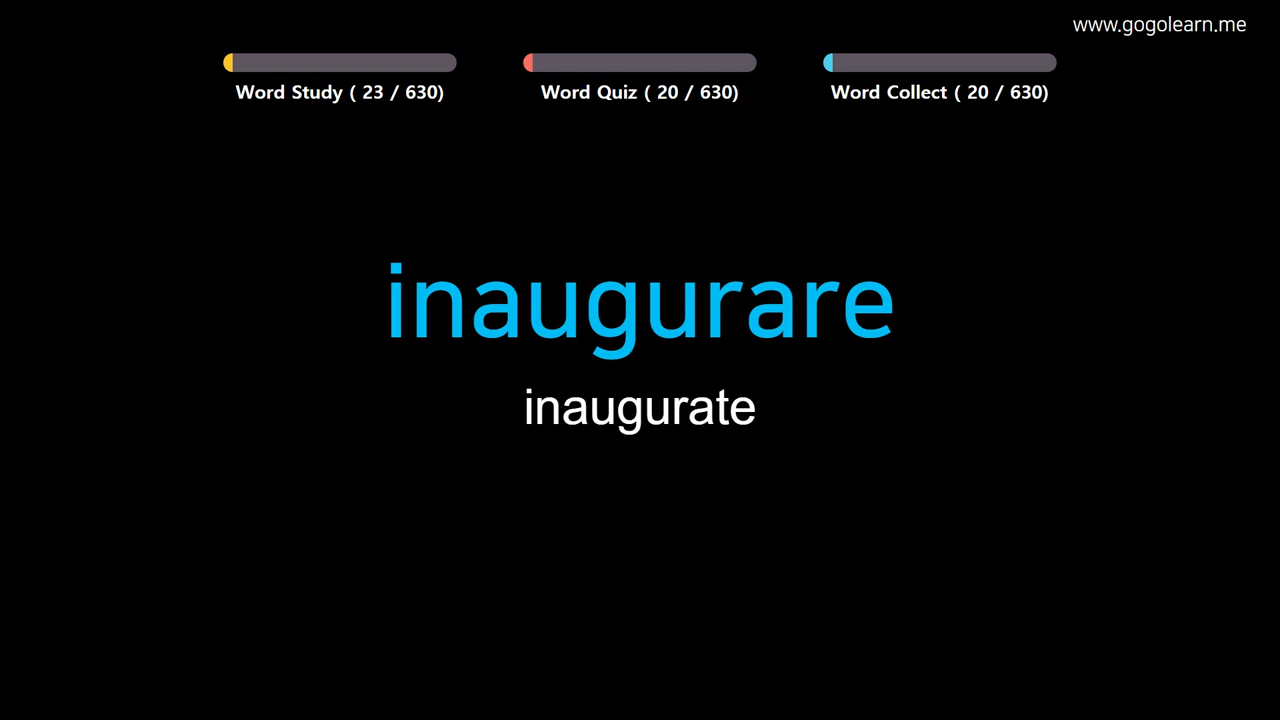 www.gogolearn.me
Word Study ( 23 / 630)
Word Quiz ( 20 / 630)
Word Collect ( 20 / 630)
inaugurare
inaugurate